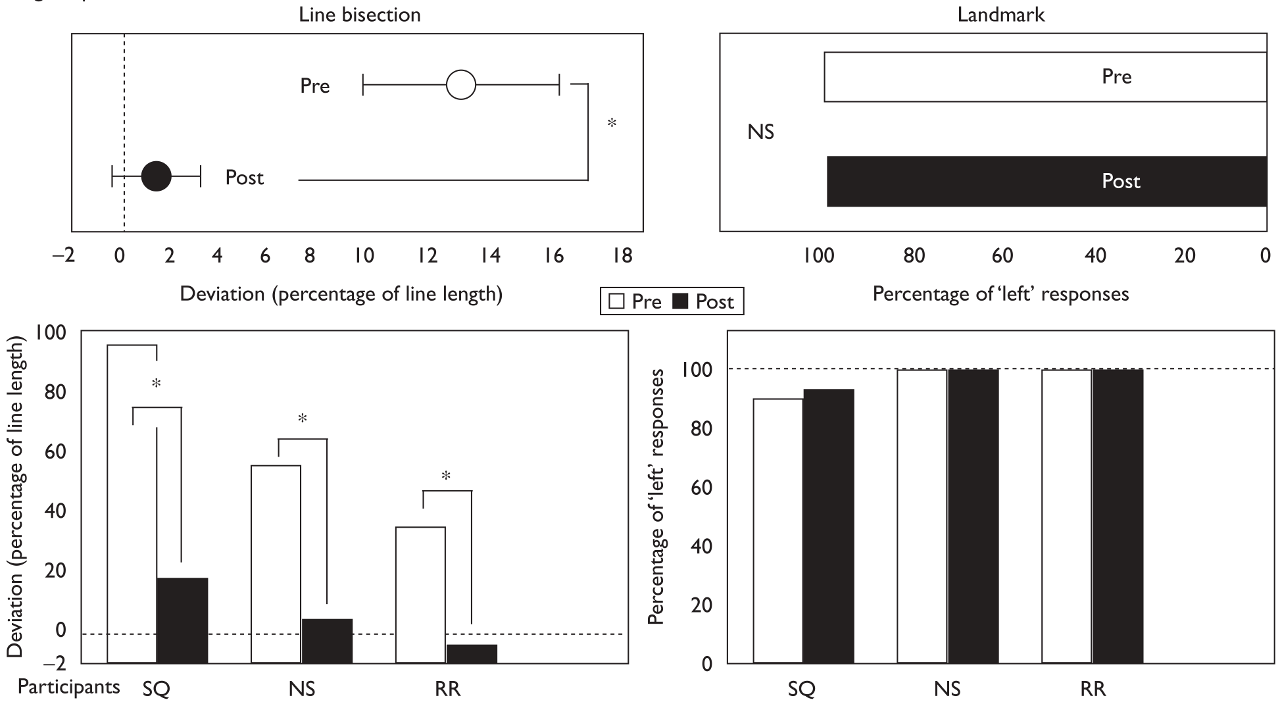 Line bisection
Pre
*
Post
–2 0 2 4 6 8 10 12 14 16 18
Deviation (percentage of line length)
Landmark
Pre
NS
Post
100 80 60 40 20 0
Percentage of ‘left’ responses
Pre Post
Deviation (percentage of line length)
100
80
60
40
20
0
–2
*
*
*
Participants SQ NS RR
Percentage of ‘left’ responses
100
80
60
40
20
0
SQ NS RR